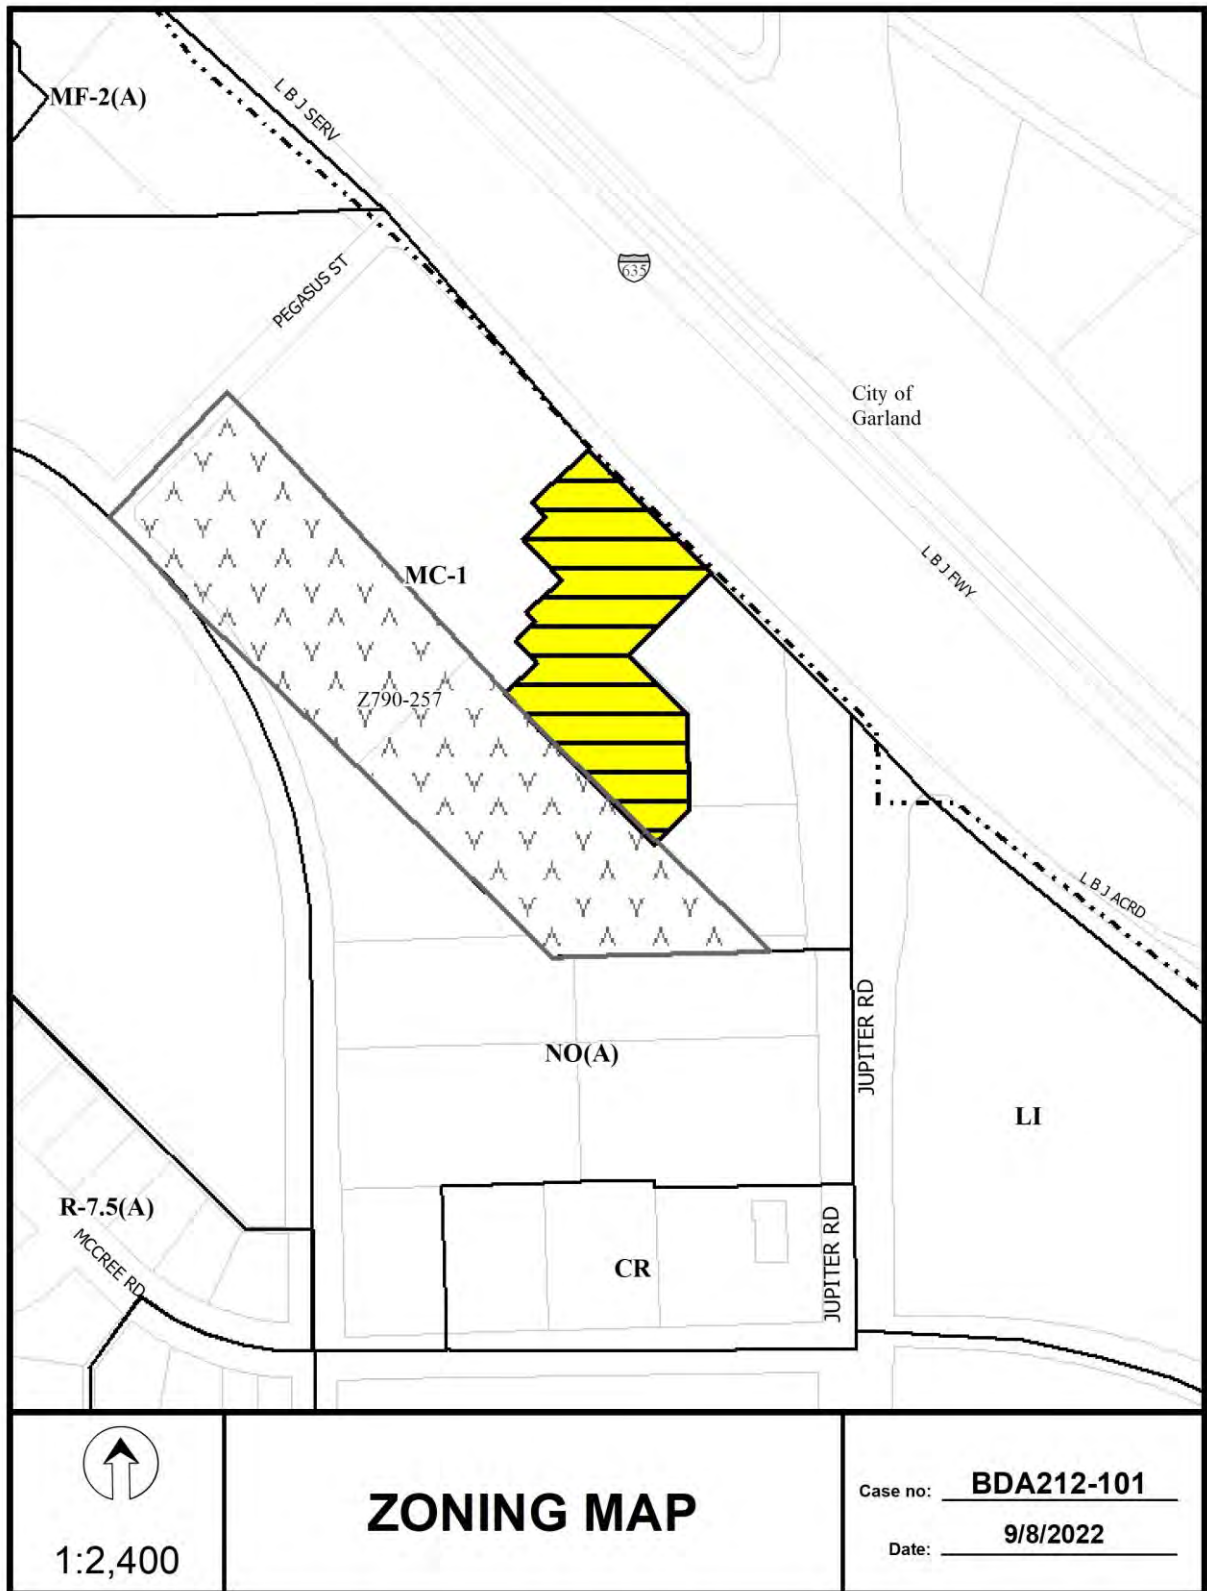 MF-2(A)
L B J SERV
PEGASUS ST
635
City of
Garland
L B J FWY
MC-1
Z790-257
L B J ACRD
JUPITER RD
NO(A)
LI
R-7.5(A)
MCCREE RD
CR
JUPITER RD
1:2,400
ZONING MAP
Case no: BDA212-101
Date: 9/8/2022